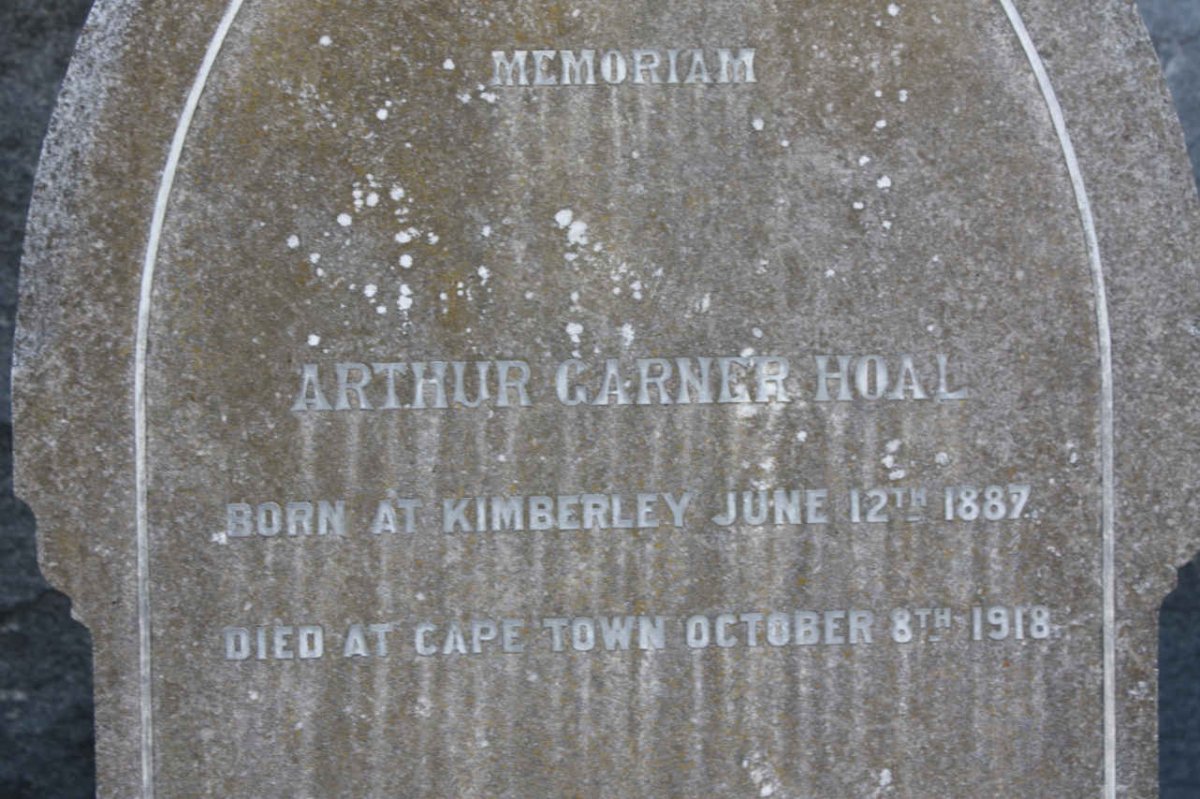 MEMORIAM
ARTHUR GARNER HOAL
BORN AT KIMBERLEY JUNE 12TH 1887.
DIED AT CAPE TOWN OCTOBER 8TH 1918.